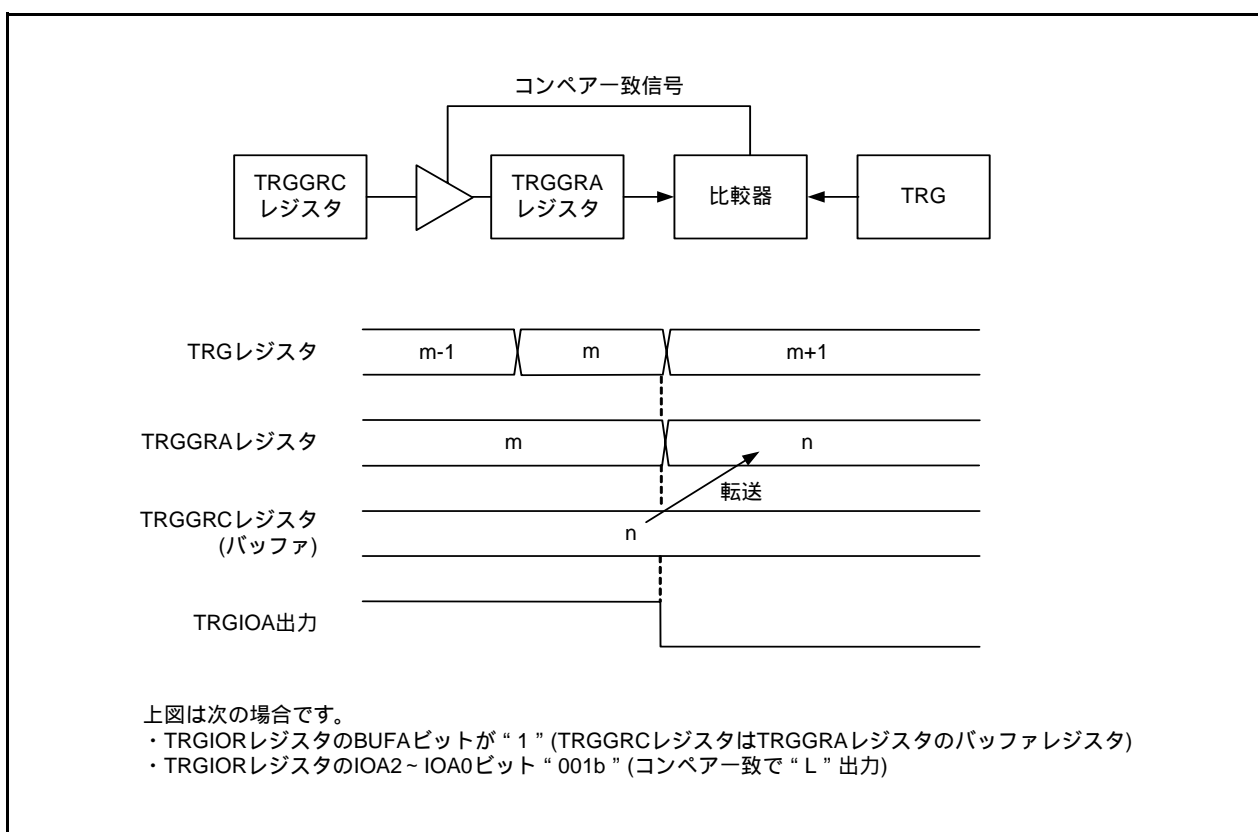 コンペア一致信号
TRGGRC
レジスタ
TRGGRA
レジスタ
比較器
TRG
TRGレジスタ
m-1
m
m+1
TRGGRAレジスタ
m
n
転送
TRGGRCレジスタ
(バッファ)
n
TRGIOA出力
上図は次の場合です。
・TRGIORレジスタのBUFAビットが“1”(TRGGRCレジスタはTRGGRAレジスタのバッファレジスタ)
・TRGIORレジスタのIOA2~IOA0ビット“001b”(コンペア一致で“L”出力)